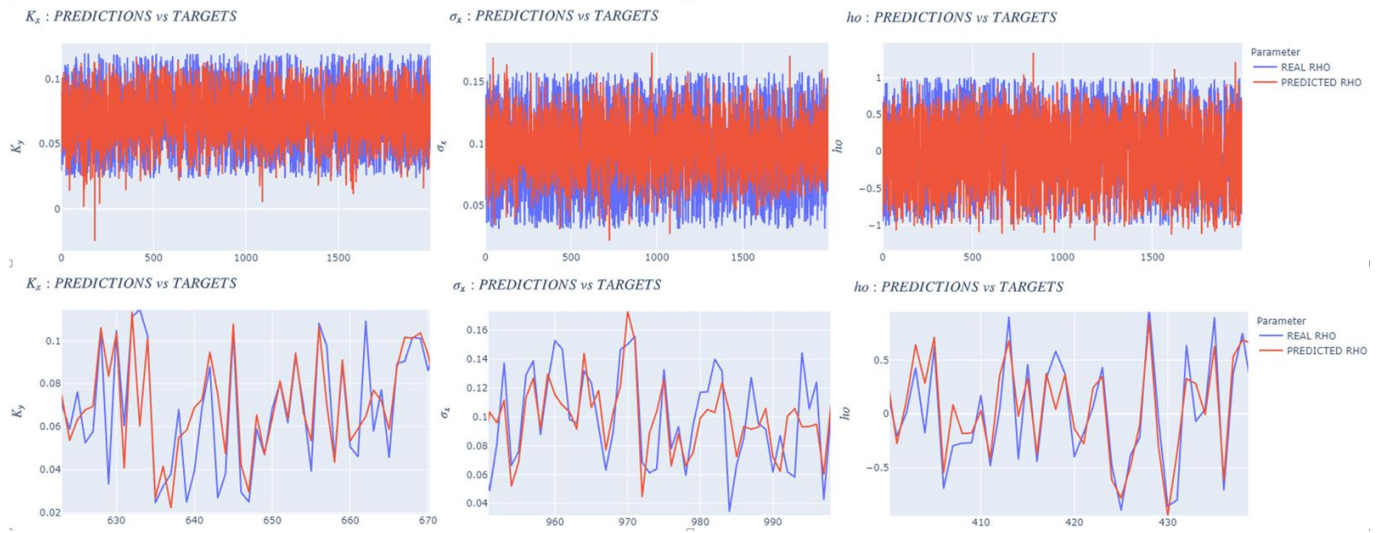 K_x : PREDICTIONS vs TARGETS
σ_x : PREDICTIONS vs TARGETS
ho : PREDICTIONS vs TARGETS
Parameter
REAL RHO
PREDICTED RHO
K_y
0.1
0.05
0
0
500
1000
1500
σ_x
0.15
0.1
0.05
0
500
1000
1500
ho
1
0.5
0
−0.5
−1
0
500
1000
1500
K_x : PREDICTIONS vs TARGETS
σ_x : PREDICTIONS vs TARGETS
ho : PREDICTIONS vs TARGETS
Parameter
REAL RHO
PREDICTED RHO
K_y
0.1
0.08
0.06
0.04
0.02
630
640
650
660
670
σ_x
0.16
0.14
0.12
0.1
0.08
0.06
0.04
960
970
980
990
ho
0.5
0
−0.5
410
420
430